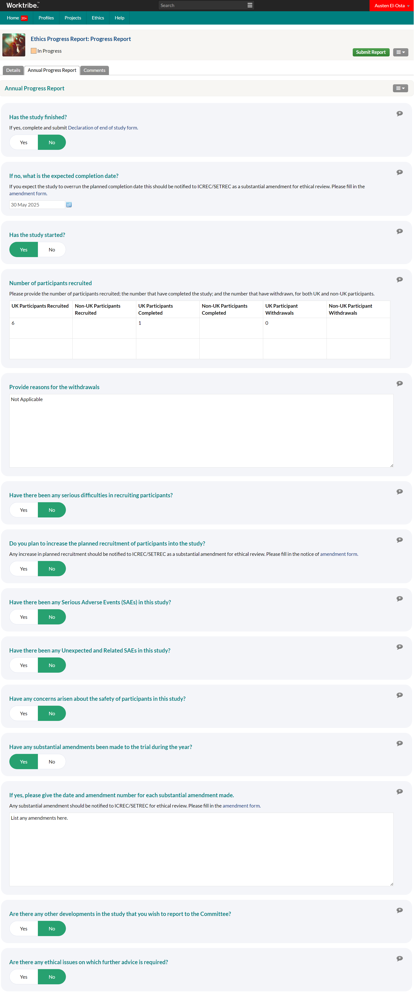 Worktribe.™
Search
Austen El-Osta
Home 20+ Profiles Projects Ethics Help
Ethics Progress Report: Progress Report
In Progress
Submit Report
Details Annual Progress Report Comments
Annual Progress Report
Has the study finished?
If yes, complete and submit Declaration of end of study form.
Yes No
If no, what is the expected completion date?
If you expect the study to overrun the planned completion date this should be notified to ICREC/SETREC as a substantial amendment for ethical review. Please fill in the
amendment form.
30 May 2025
Has the study started?
Yes No
Number of participants recruited
Please provide the number of participants recruited; the number that have completed the study; and the number that have withdrawn, for both UK and non-UK participants.
UK Participants Recruited Non-UK Participants UK Participants Non-UK Participants UK Participant Non-UK Participant
Recruited Completed Completed Withdrawals Withdrawals
6 1 0
Provide reasons for the withdrawals
Not Applicable
Have there been any serious difficulties in recruiting participants?
Yes No
Do you plan to increase the planned recruitment of participants into the study?
Any increase in planned recruitment should be notified to ICREC/SETREC as a substantial amendment for ethical review. Please fill in the notice of amendment form.
Yes No
Have there been any Serious Adverse Events (SAEs) in this study?
Yes No
Have there been any Unexpected and Related SAEs in this study?
Yes No
Have any concerns arisen about the safety of participants in this study?
Yes No
Have any substantial amendments been made to the trial during the year?
Yes No
If yes, please give the date and amendment number for each substantial amendment made.
Any substantial amendment should be notified to ICREC/SETREC for ethical review. Please fill in the amendment form.
List any amendments here.
Are there any other developments in the study that you wish to report to the Committee?
Yes No
Are there any ethical issues on which further advice is required?
Yes No